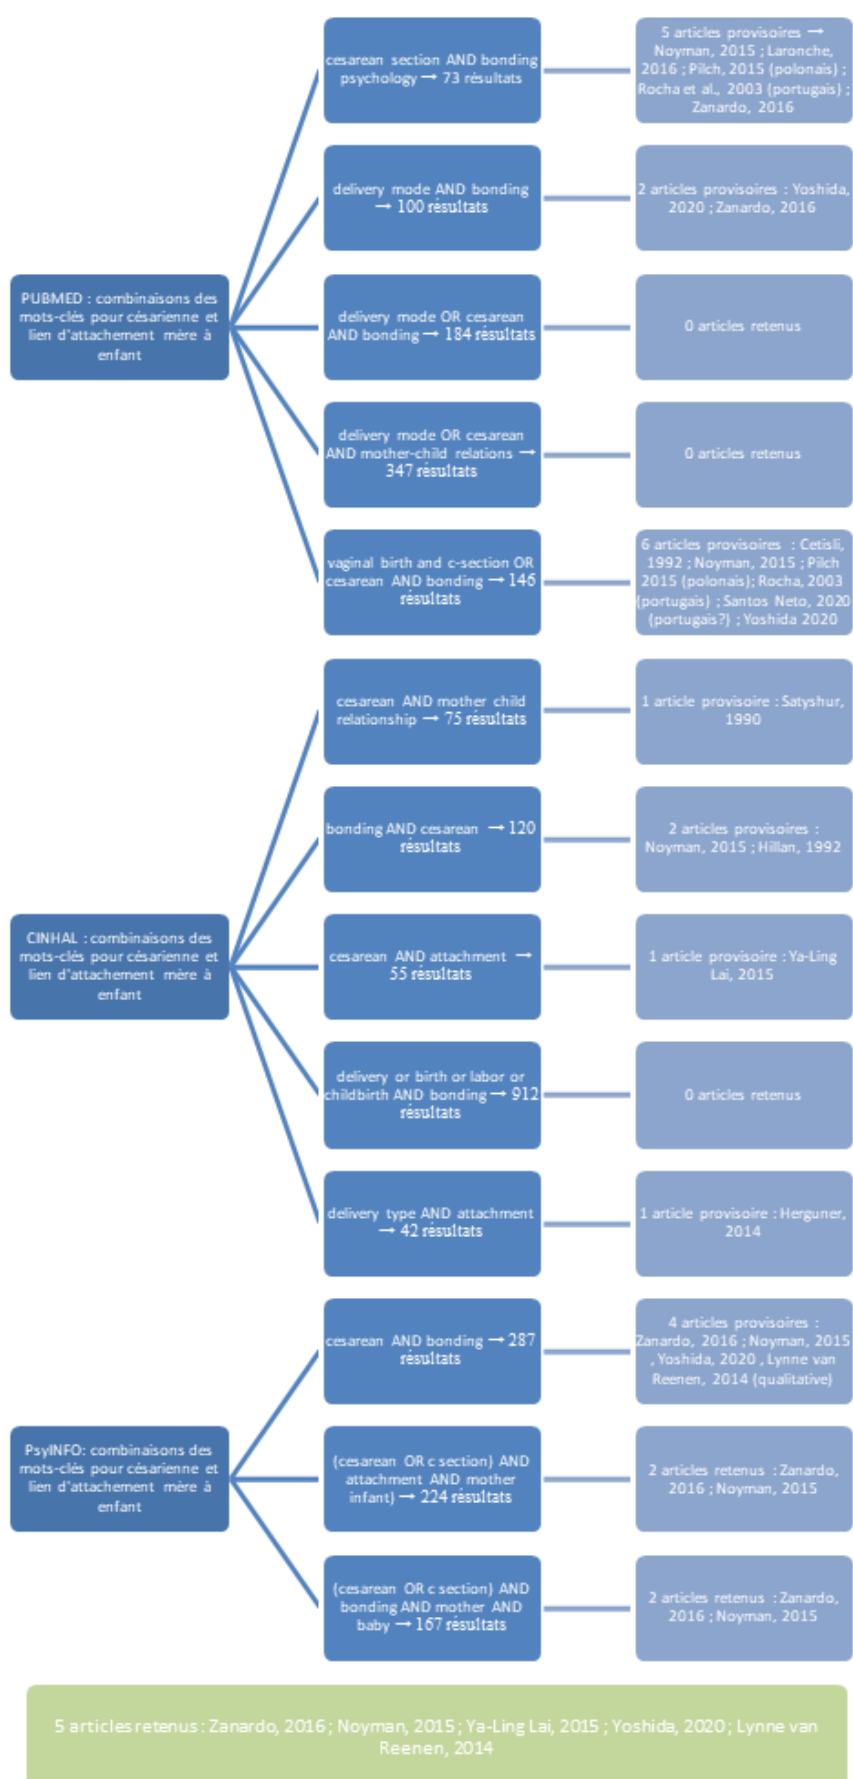 PUBMED : combinaisons des
mots-clés pour césarienne et
lien d'attachement mère à
enfant
cesarean section AND bonding
psychology → 73 résultats
5 articles provisoires →
Noyman, 2015 ; Laronche,
2016 ; Pilch, 2015 (polonais) ;
Rocha et al., 2003 (portugais) ;
Zanardo, 2016
delivery mode AND bonding
→ 100 résultats
2 articles provisoires : Yoshida,
2020 ; Zanardo, 2016
delivery mode OR cesarean
AND bonding → 184 résultats
0 articles retenus
delivery mode OR cesarean
AND mother-child relations →
347 résultats
0 articles retenus
vaginal birth and c-section OR
cesarean AND bonding → 146
résultats
6 articles provisoires : Cetisli,
1992 ; Noyman, 2015 ; Pilch
2015 (polonais); Rocha, 2003
(portugais) ; Santos Neto, 2020
(portugais?) ; Yoshida 2020
CINHAL : combinaisons des
mots-clés pour césarienne et
lien d'attachement mère à
enfant
cesarean AND mother child
relationship → 75 résultats
1 article provisoire : Satyshur,
1990
bonding AND cesarean → 120
résultats
2 articles provisoires :
Noyman, 2015 ; Hillan, 1992
cesarean AND attachment →
55 résultats
1 article provisoire : Ya-Ling
Lai, 2015
delivery or birth or labor or
childbirth AND bonding → 912
résultats
0 articles retenus
delivery type AND attachment
→ 42 résultats
1 article provisoire : Herguner,
2014
PsyINFO: combinaisons des
mots-clés pour césarienne et
lien d'attachement mère à
enfant
cesarean AND bonding → 287
résultats
4 articles provisoires :
Zanardo, 2016 ; Noyman, 2015
, Yoshida, 2020 , Lynne van
Reenen, 2014 (qualitative)
(cesarean OR c section) AND
attachment AND mother
infant) → 224 résultats
2 articles retenus : Zanardo,
2016 ; Noyman, 2015
(cesarean OR c section) AND
bonding AND mother AND
baby → 167 résultats
2 articles retenus : Zanardo,
2016 ; Noyman, 2015
5 articles retenus : Zanardo, 2016 ; Noyman, 2015 ; Ya-Ling Lai, 2015 ; Yoshida, 2020 ; Lynne van
Reenen, 2014